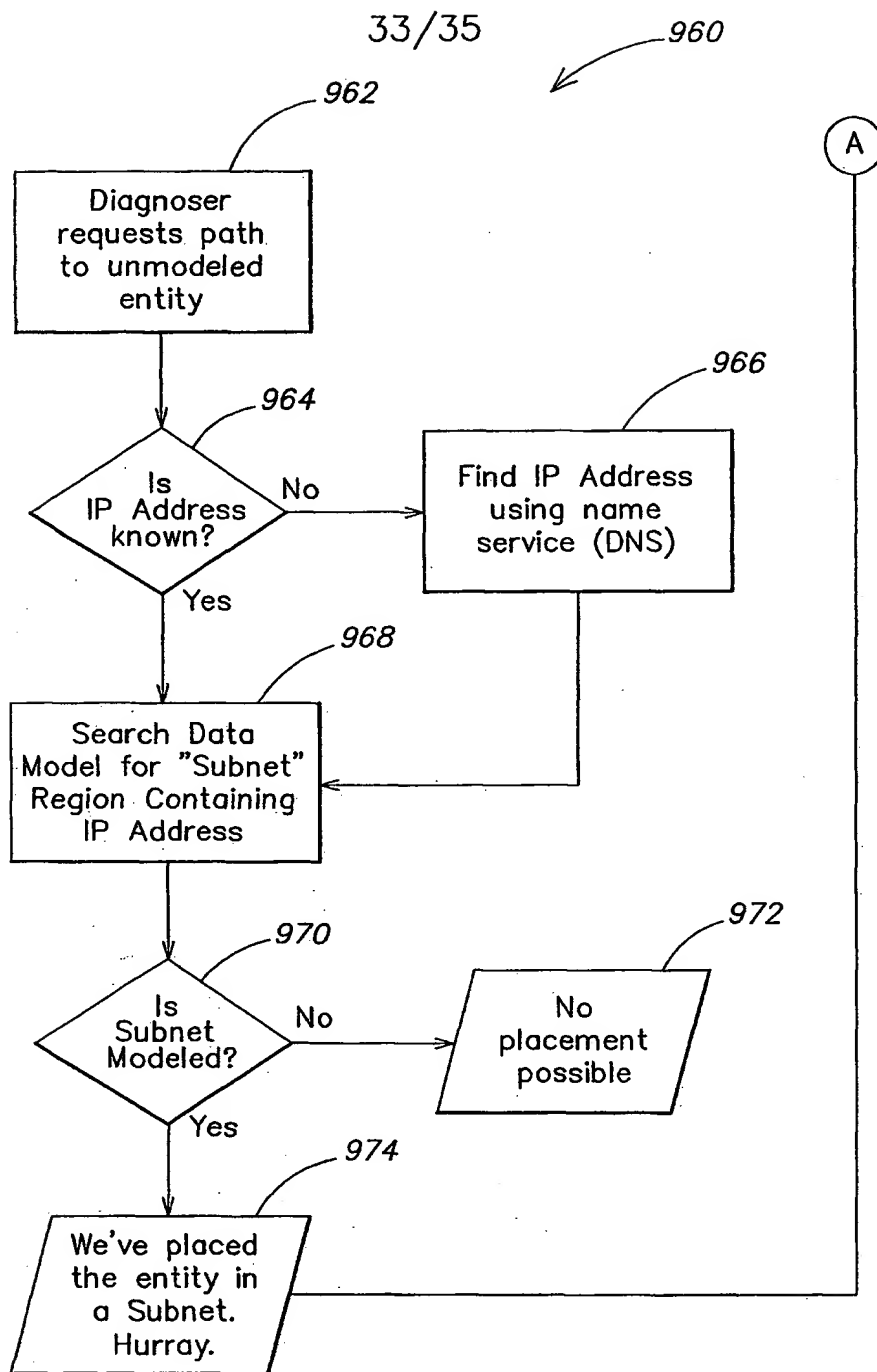 33/35
960
962
A
Diagnoser
requests path
to unmodeled
entity
964
Is
IP Address
known?
No
966
Find IP Address
using name
service (DNS)
Yes
968
Search Data
Model for "Subnet"
Region Containing
IP Address
970
Is
Subnet
Modeled?
No
972
No
placement
possible
Yes
974
We've placed
the entity in
a Subnet.
Hurray.